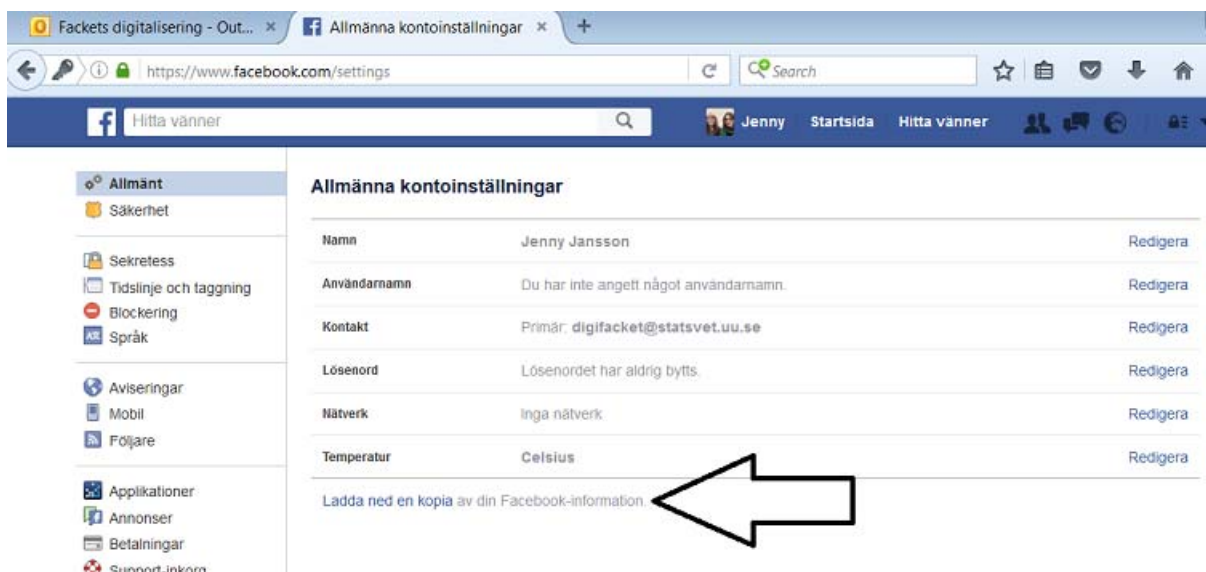 Fackets digitalisering - Out...
Allmänna kontoinställningar
https://www.facebook.com/settings
Search
Hitta vänner
Jenny
Startsida
Hitta vänner
Allmänt
Säkerhet
Sekretess
Tidslinje och taggning
Blockering
Språk
Aviseringar
Mobil
Följare
Applikationer
Annonser
Betalningar
Support-inkorg
Allmänna kontoinställningar
Namn Jenny Jansson Redigera
Användarnamn Du har inte angett något användarnamn. Redigera
Kontakt Primär: digifacket@statsvet.uu.se Redigera
Lösenord Lösenordet har aldrig bytts. Redigera
Nätverk Inga nätverk Redigera
Temperatur Celsius Redigera
Ladda ned en kopia av din Facebook-information.